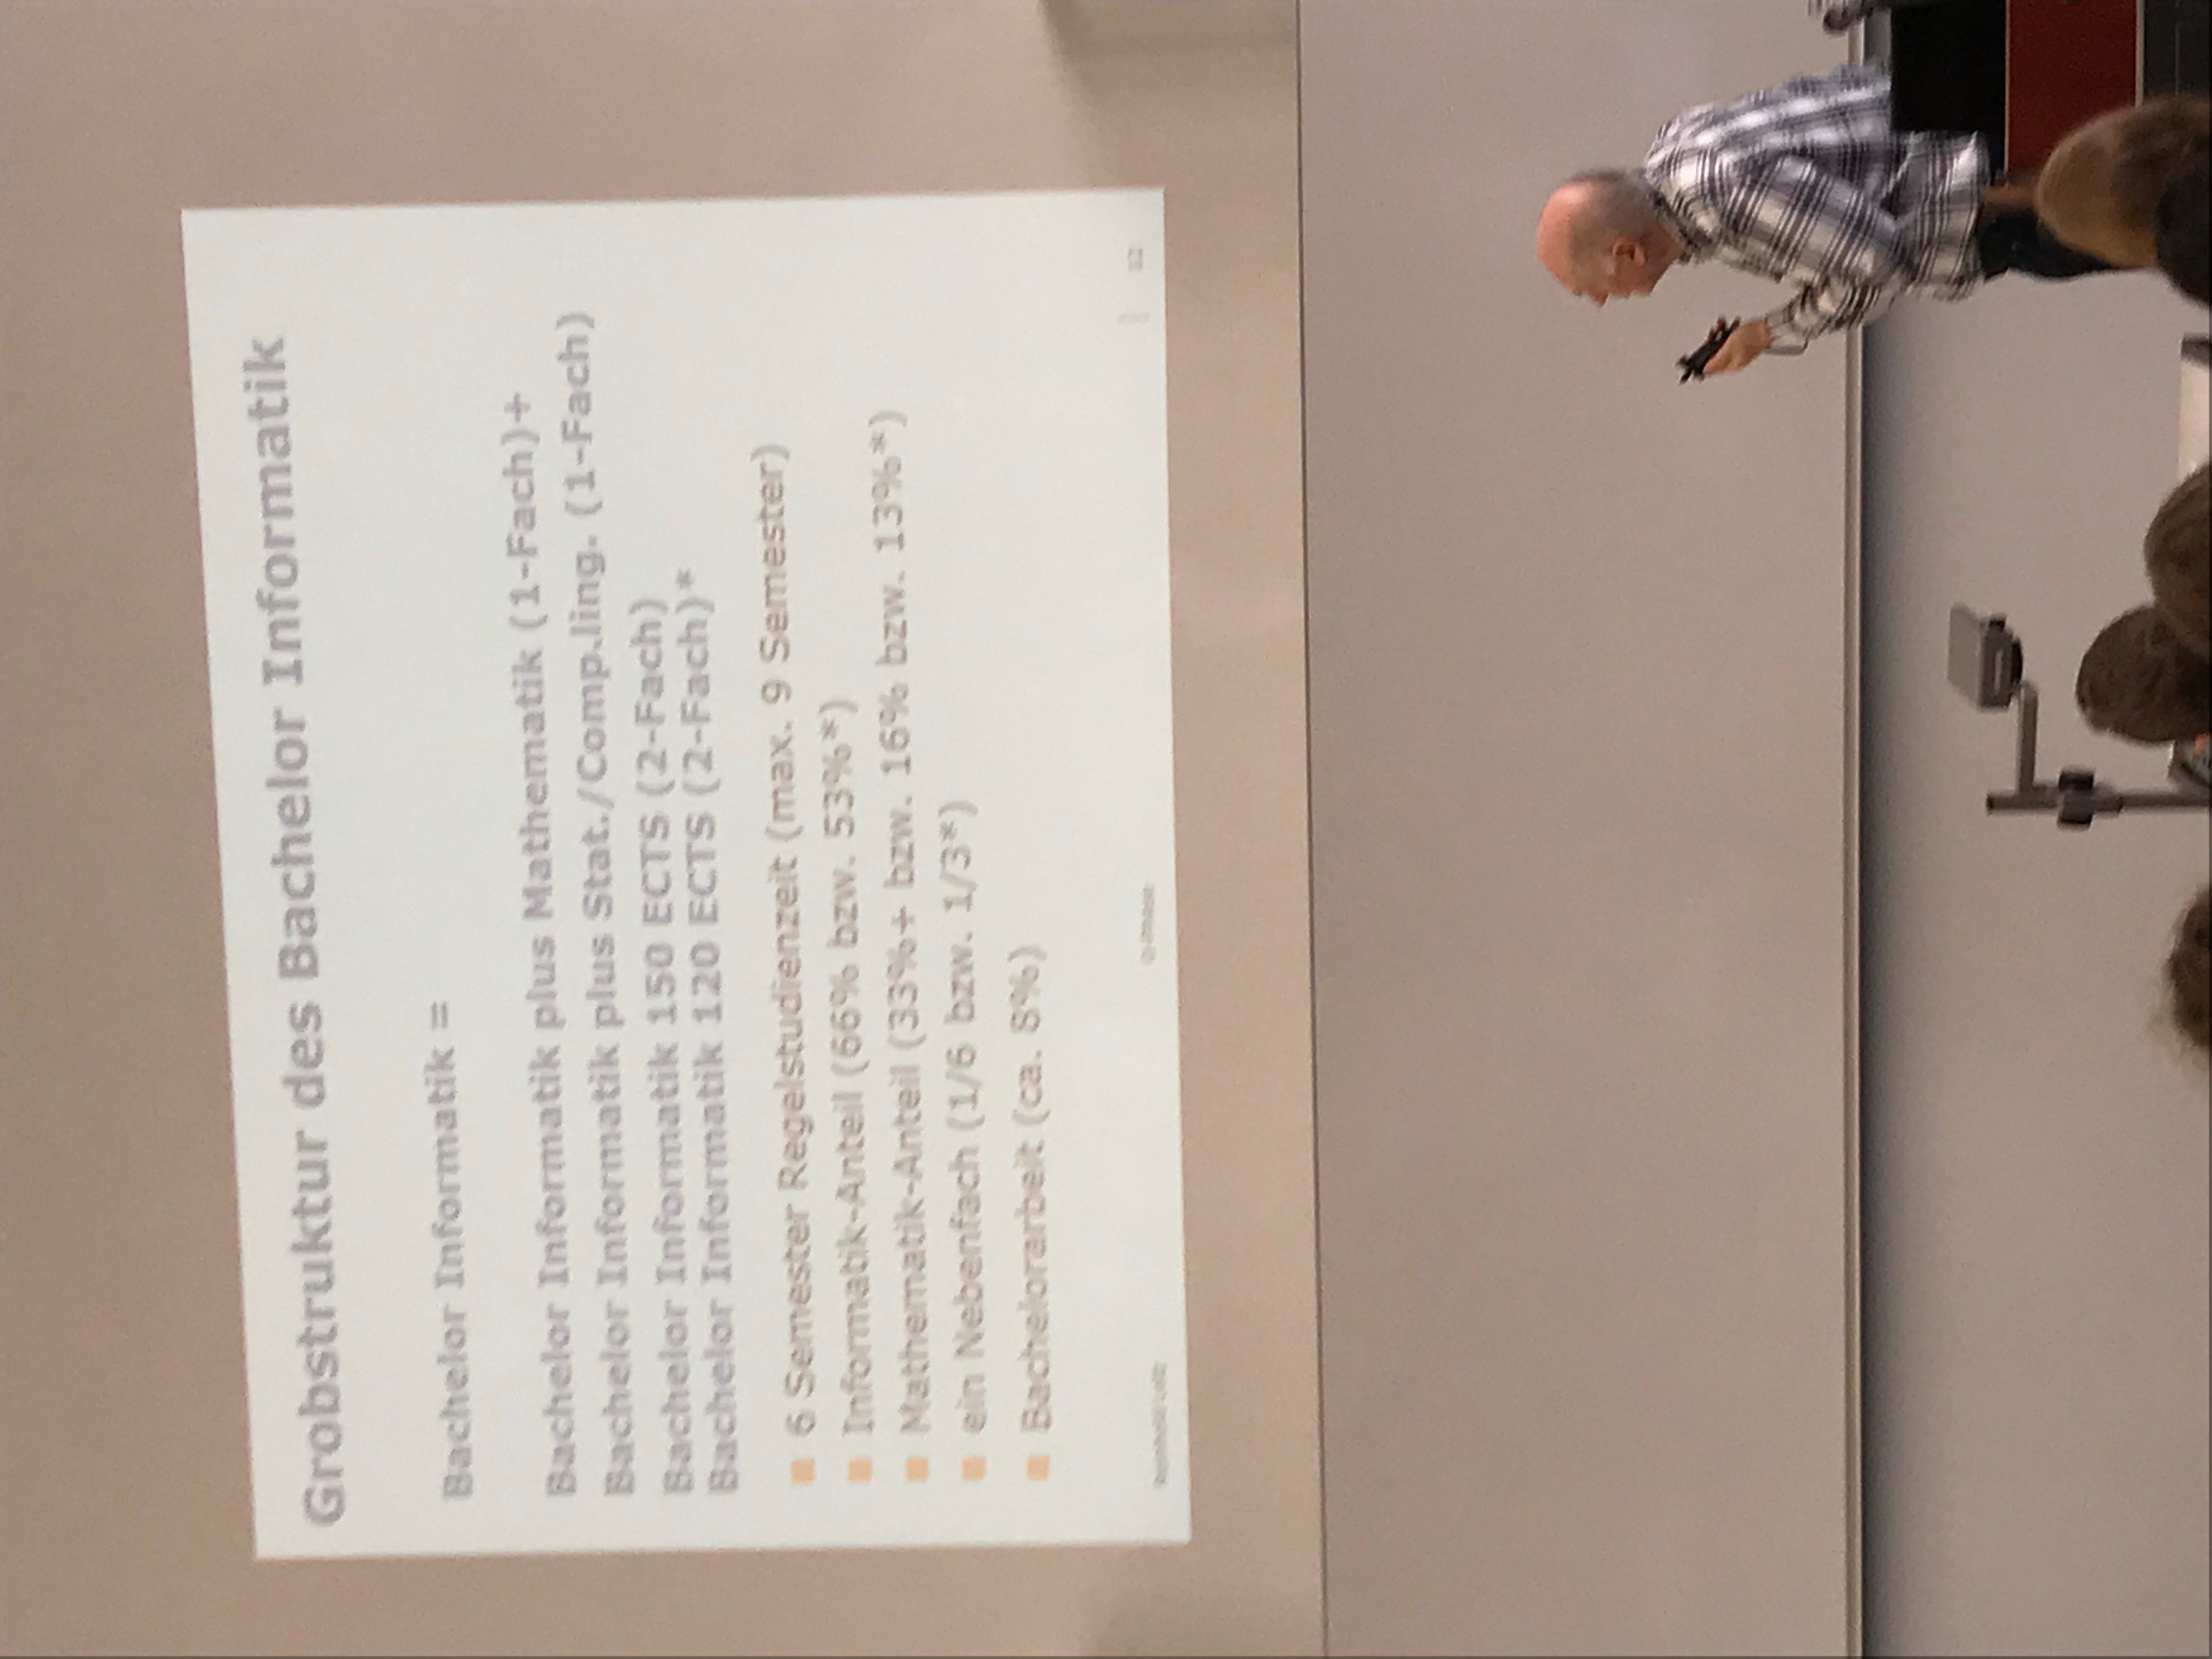 Grobstruktur des Bachelor Informatik
Bachelor Informatik =
Bachelor Informatik plus Mathematik (1-Fach)+
Bachelor Informatik plus Stat./Comp.ling. (1-Fach)
Bachelor Informatik 150 ECTS (2-Fach)
Bachelor Informatik 120 ECTS (2-Fach)*
6 Semester Regelstudienzeit (max. 9 Semester)
Informatik-Anteil (66% bzw. 53%*)
Mathematik-Anteil (33%+ bzw. 16% bzw. 13%*)
ein Nebenfach (1/6 bzw. 1/3*)
Bachelorarbeit (ca. 8%)
O-Phase
12